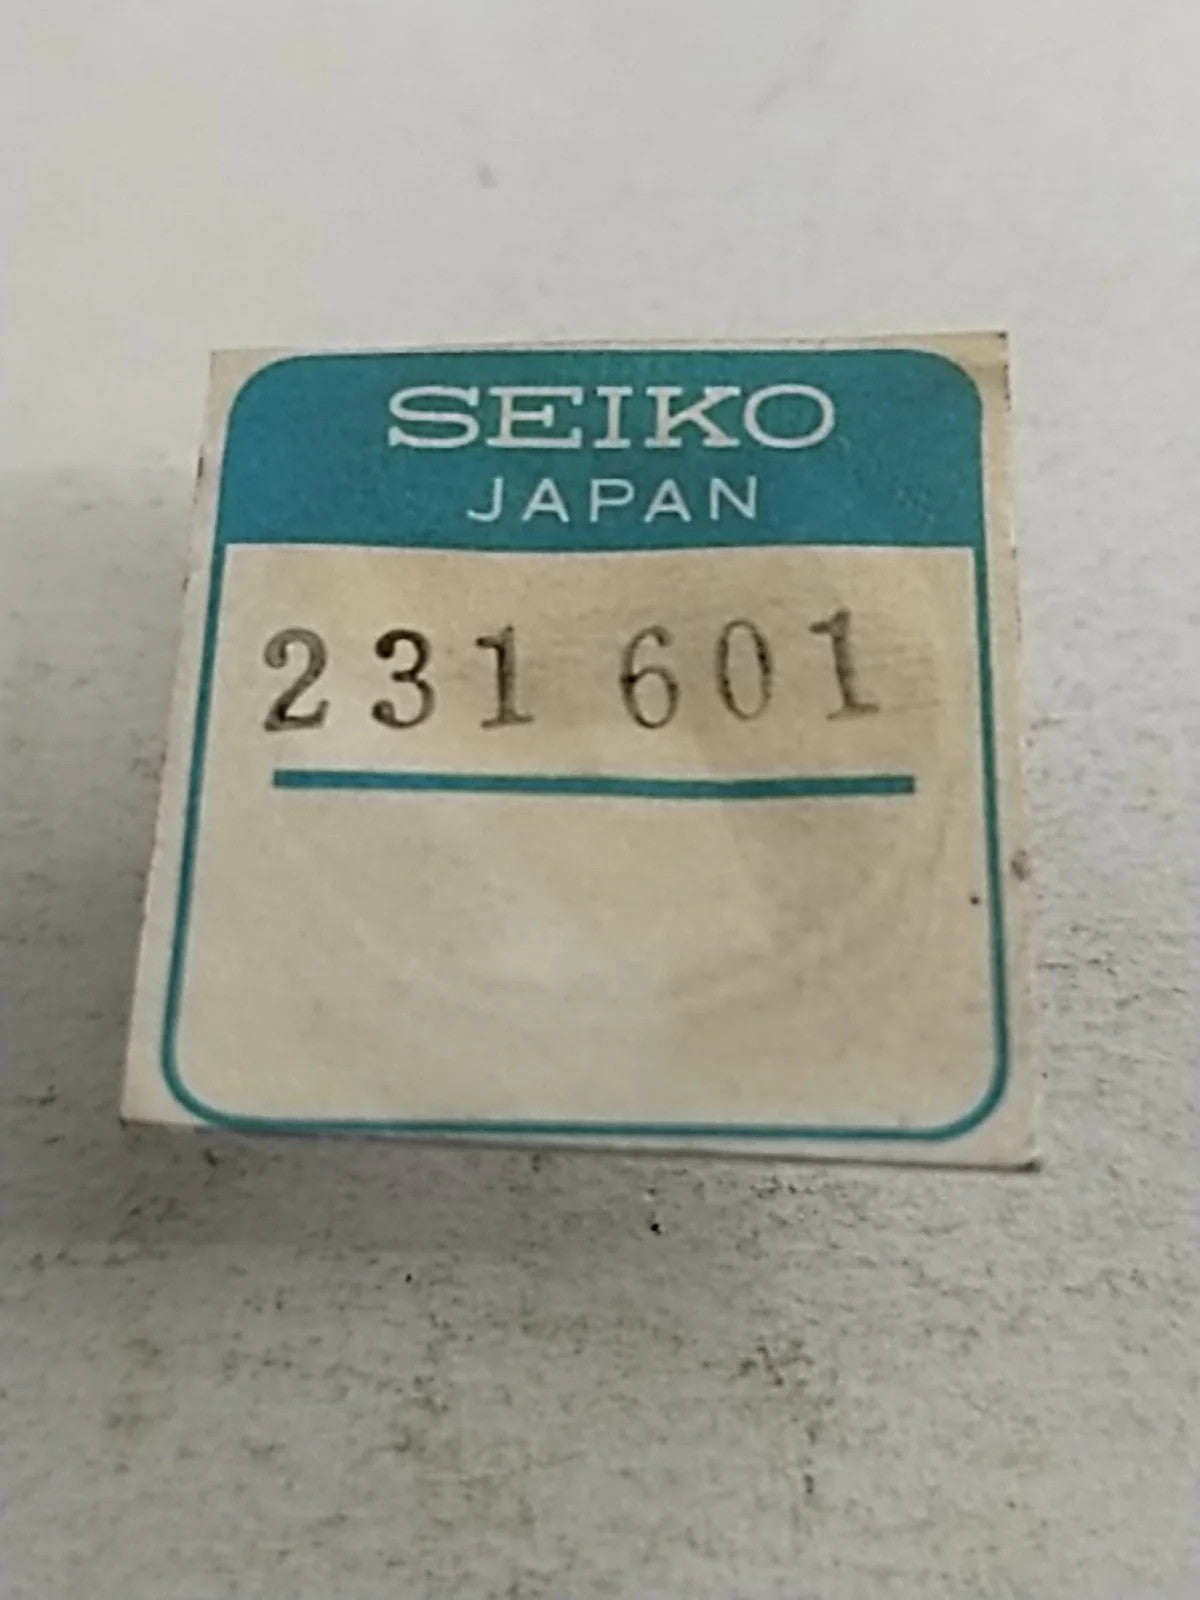 SEIKO
JAPAN
231 601